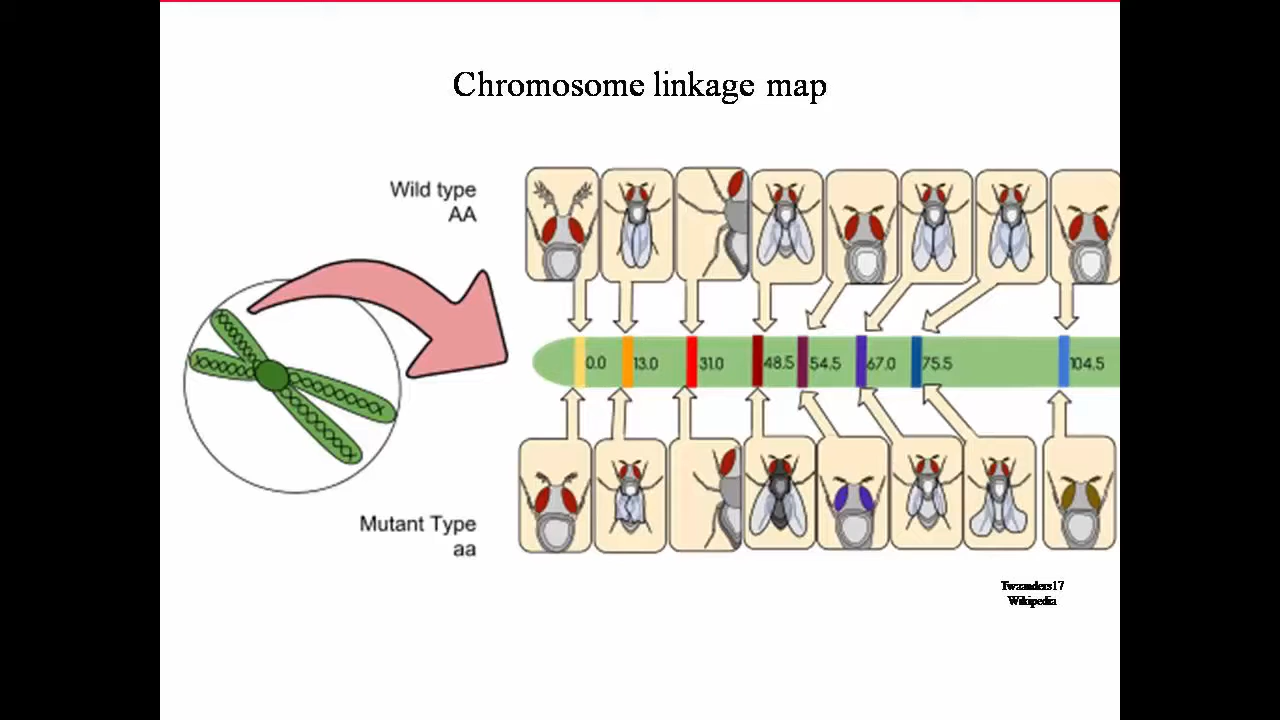 Chromosome linkage map
Wild type
AA
0.0 13.0 31.0 48.5 54.5 67.0 75.5 104.5
Mutant Type
aa
Twaanders17
Wikipedia